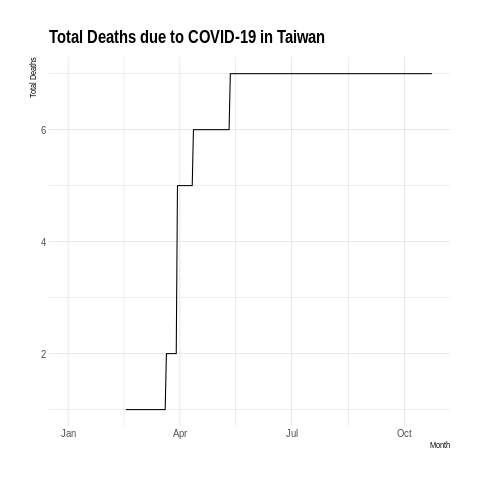 Total Deaths due to COVID-19 in Taiwan
Total Deaths
6
4
2
Jan Apr Jul Oct
Month